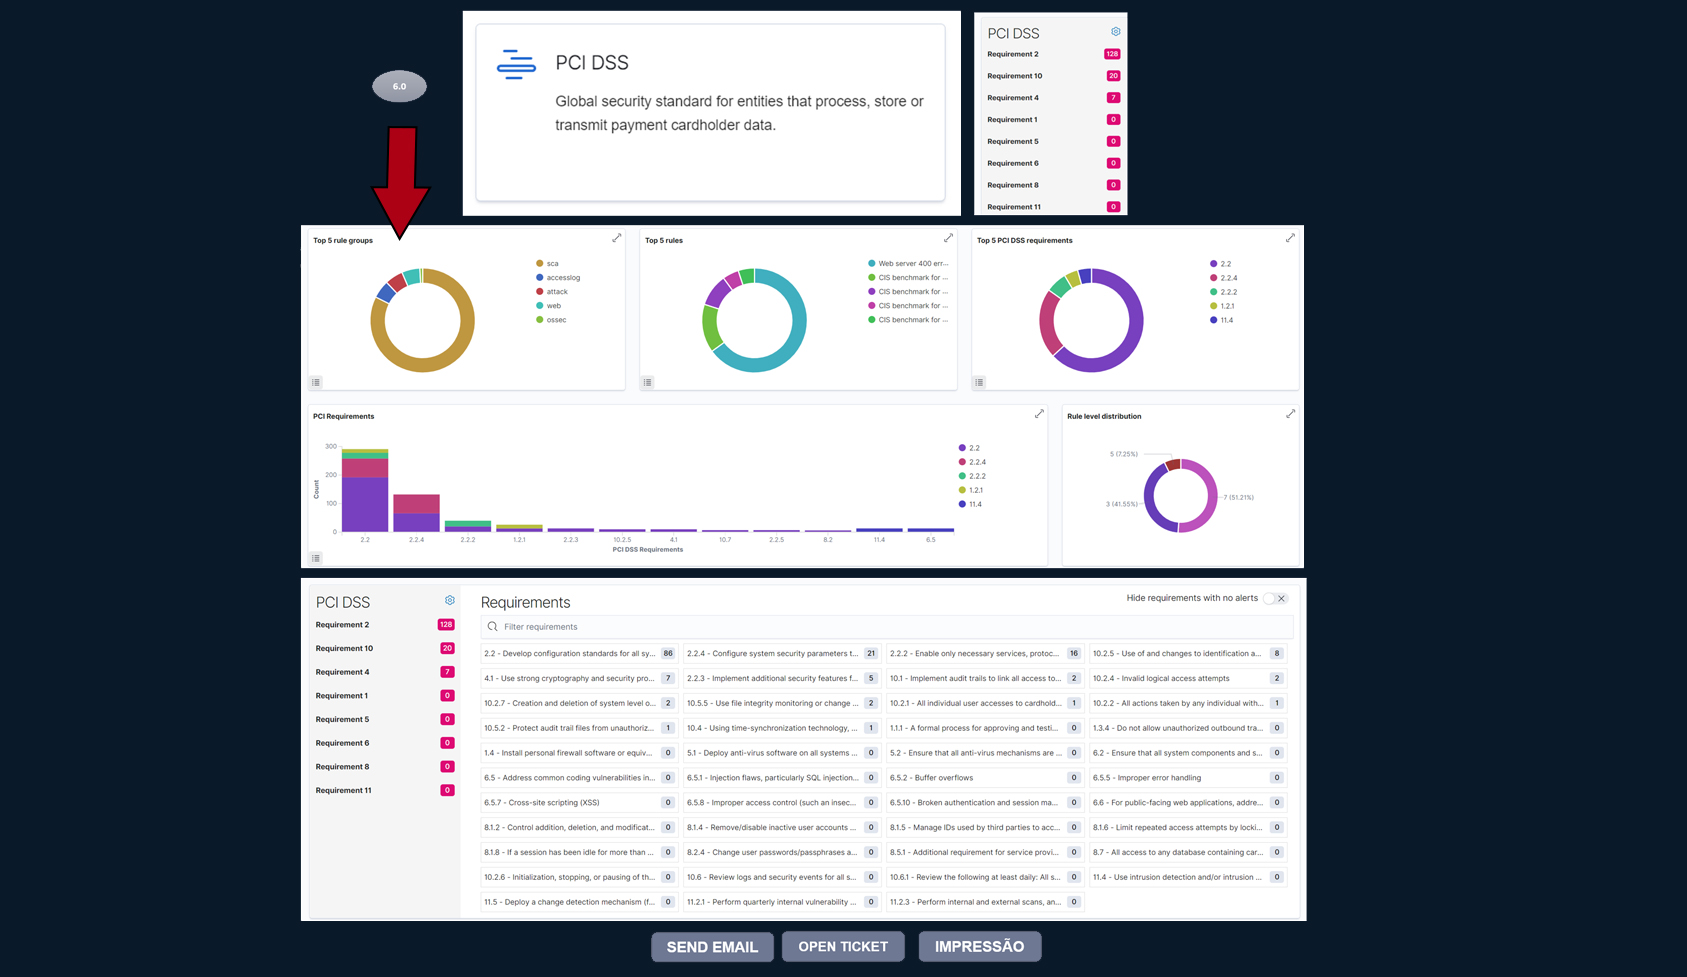 PCI DSS
Global security standard for entities that process, store or
transmit payment cardholder data.
PCI DSS
Requirement 2 128
Requirement 10 20
Requirement 4 7
Requirement 1 0
Requirement 5 0
Requirement 6 0
Requirement 8 0
Requirement 11 0
6.0
Top 5 rule groups
sca
accesslog
attack
web
ossec
Top 5 rules
Web server 400 err...
CIS benchmark for ...
CIS benchmark for ...
CIS benchmark for ...
CIS benchmark for ...
Top 5 PCI DSS requirements
2.2
2.2.4
2.2.2
1.2.1
11.4
PCI Requirements
300
200
100
0
Count
2.2 2.2.4 2.2.2 1.2.1 2.2.3 10.2.5 4.1 10.7 2.2.5 8.2 11.4 6.5
PCI DSS Requirements
2.2
2.2.4
2.2.2
1.2.1
11.4
Rule level distribution
5 (7.25%)
3 (41.55%)
7 (51.21%)
PCI DSS
Requirement 2 128
Requirement 10 20
Requirement 4 7
Requirement 1 0
Requirement 5 0
Requirement 6 0
Requirement 8 0
Requirement 11 0
Requirements
Hide requirements with no alerts
Filter requirements
2.2 - Develop configuration standards for all sy... 86 2.2.4 - Configure system security parameters t... 21 2.2.2 - Enable only necessary services, protoc... 16 10.2.5 - Use of and changes to identification a... 8
4.1 - Use strong cryptography and security pro... 7 2.2.3 - Implement additional security features f... 5 10.1 - Implement audit trails to link all access to... 2 10.2.4 - Invalid logical access attempts 2
10.2.7 - Creation and deletion of system level o... 2 10.5.5 - Use file integrity monitoring or change ... 2 10.2.1 - All individual user accesses to cardhold... 1 10.2.2 - All actions taken by any individual with... 1
10.5.2 - Protect audit trail files from unauthoriz... 1 10.4 - Using time-synchronization technology, ... 1 1.1.1 - A formal process for approving and testi... 0 1.3.4 - Do not allow unauthorized outbound tra... 0
1.4 - Install personal firewall software or equiv... 0 5.1 - Deploy anti-virus software on all systems ... 0 5.2 - Ensure that all anti-virus mechanisms are ... 0 6.2 - Ensure that all system components and s... 0
6.5 - Address common coding vulnerabilities in... 0 6.5.1 - Injection flaws, particularly SQL injection... 0 6.5.2 - Buffer overflows 0 6.5.5 - Improper error handling 0
6.5.7 - Cross-site scripting (XSS) 0 6.5.8 - Improper access control (such an insec... 0 6.5.10 - Broken authentication and session ma... 0 6.6 - For public-facing web applications, addre... 0
8.1.2 - Control addition, deletion, and modificat... 0 8.1.4 - Remove/disable inactive user accounts ... 0 8.1.5 - Manage IDs used by third parties to acc... 0 8.1.6 - Limit repeated access attempts by locki... 0
8.1.8 - If a session has been idle for more than ... 0 8.2.4 - Change user passwords/passphrases a... 0 8.5.1 - Additional requirement for service provi... 0 8.7 - All access to any database containing car... 0
10.2.6 - Initialization, stopping, or pausing of th... 0 10.6 - Review logs and security events for all s... 0 10.6.1 - Review the following at least daily: All s... 0 11.4 - Use intrusion detection and/or intrusion ... 0
11.5 - Deploy a change detection mechanism (f... 0 11.2.1 - Perform quarterly internal vulnerability ... 0 11.2.3 - Perform internal and external scans, an... 0
SEND EMAIL OPEN TICKET IMPRESSÃO